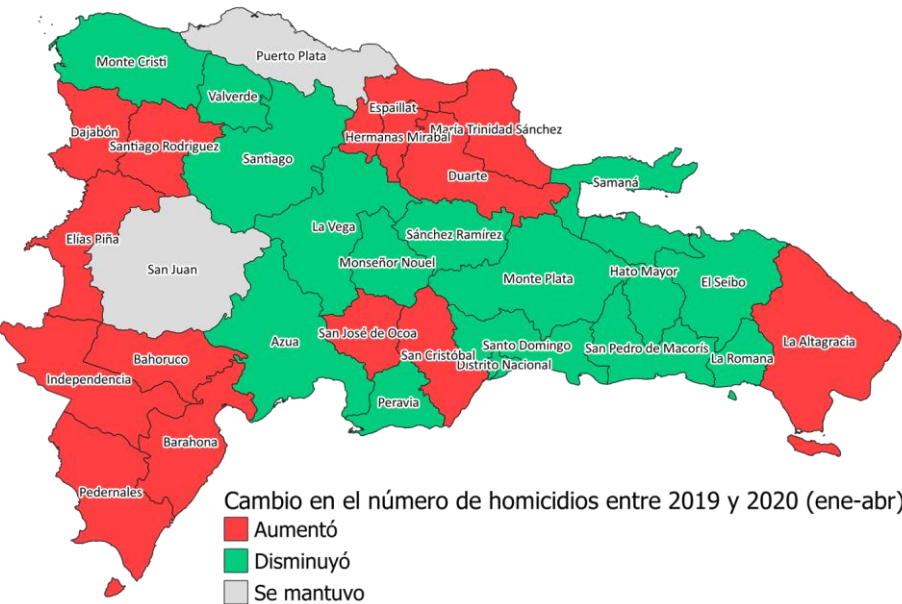 Puerto Plata
Monte Cristi
Valverde
Espaillat
Dajabón
Hermanas Mirabal
María Trinidad Sánchez
Santiago Rodriguez
Santiago
Duarte
Samaná
La Vega
Sánchez Ramírez
Elías Piña
San Juan
Monseñor Nouel
Monte Plata
Hato Mayor
El Seibo
San José de Ocoa
Azua
La Altagracia
Santo Domingo
San Pedro de Macorís
San Cristóbal
Bahoruco
La Romana
Distrito Nacional
Independencia
Peravia
Barahona
Pedernales
Cambio en el número de homicidios entre 2019 y 2020 (ene-abr)
Aumentó
Disminuyó
Se mantuvo